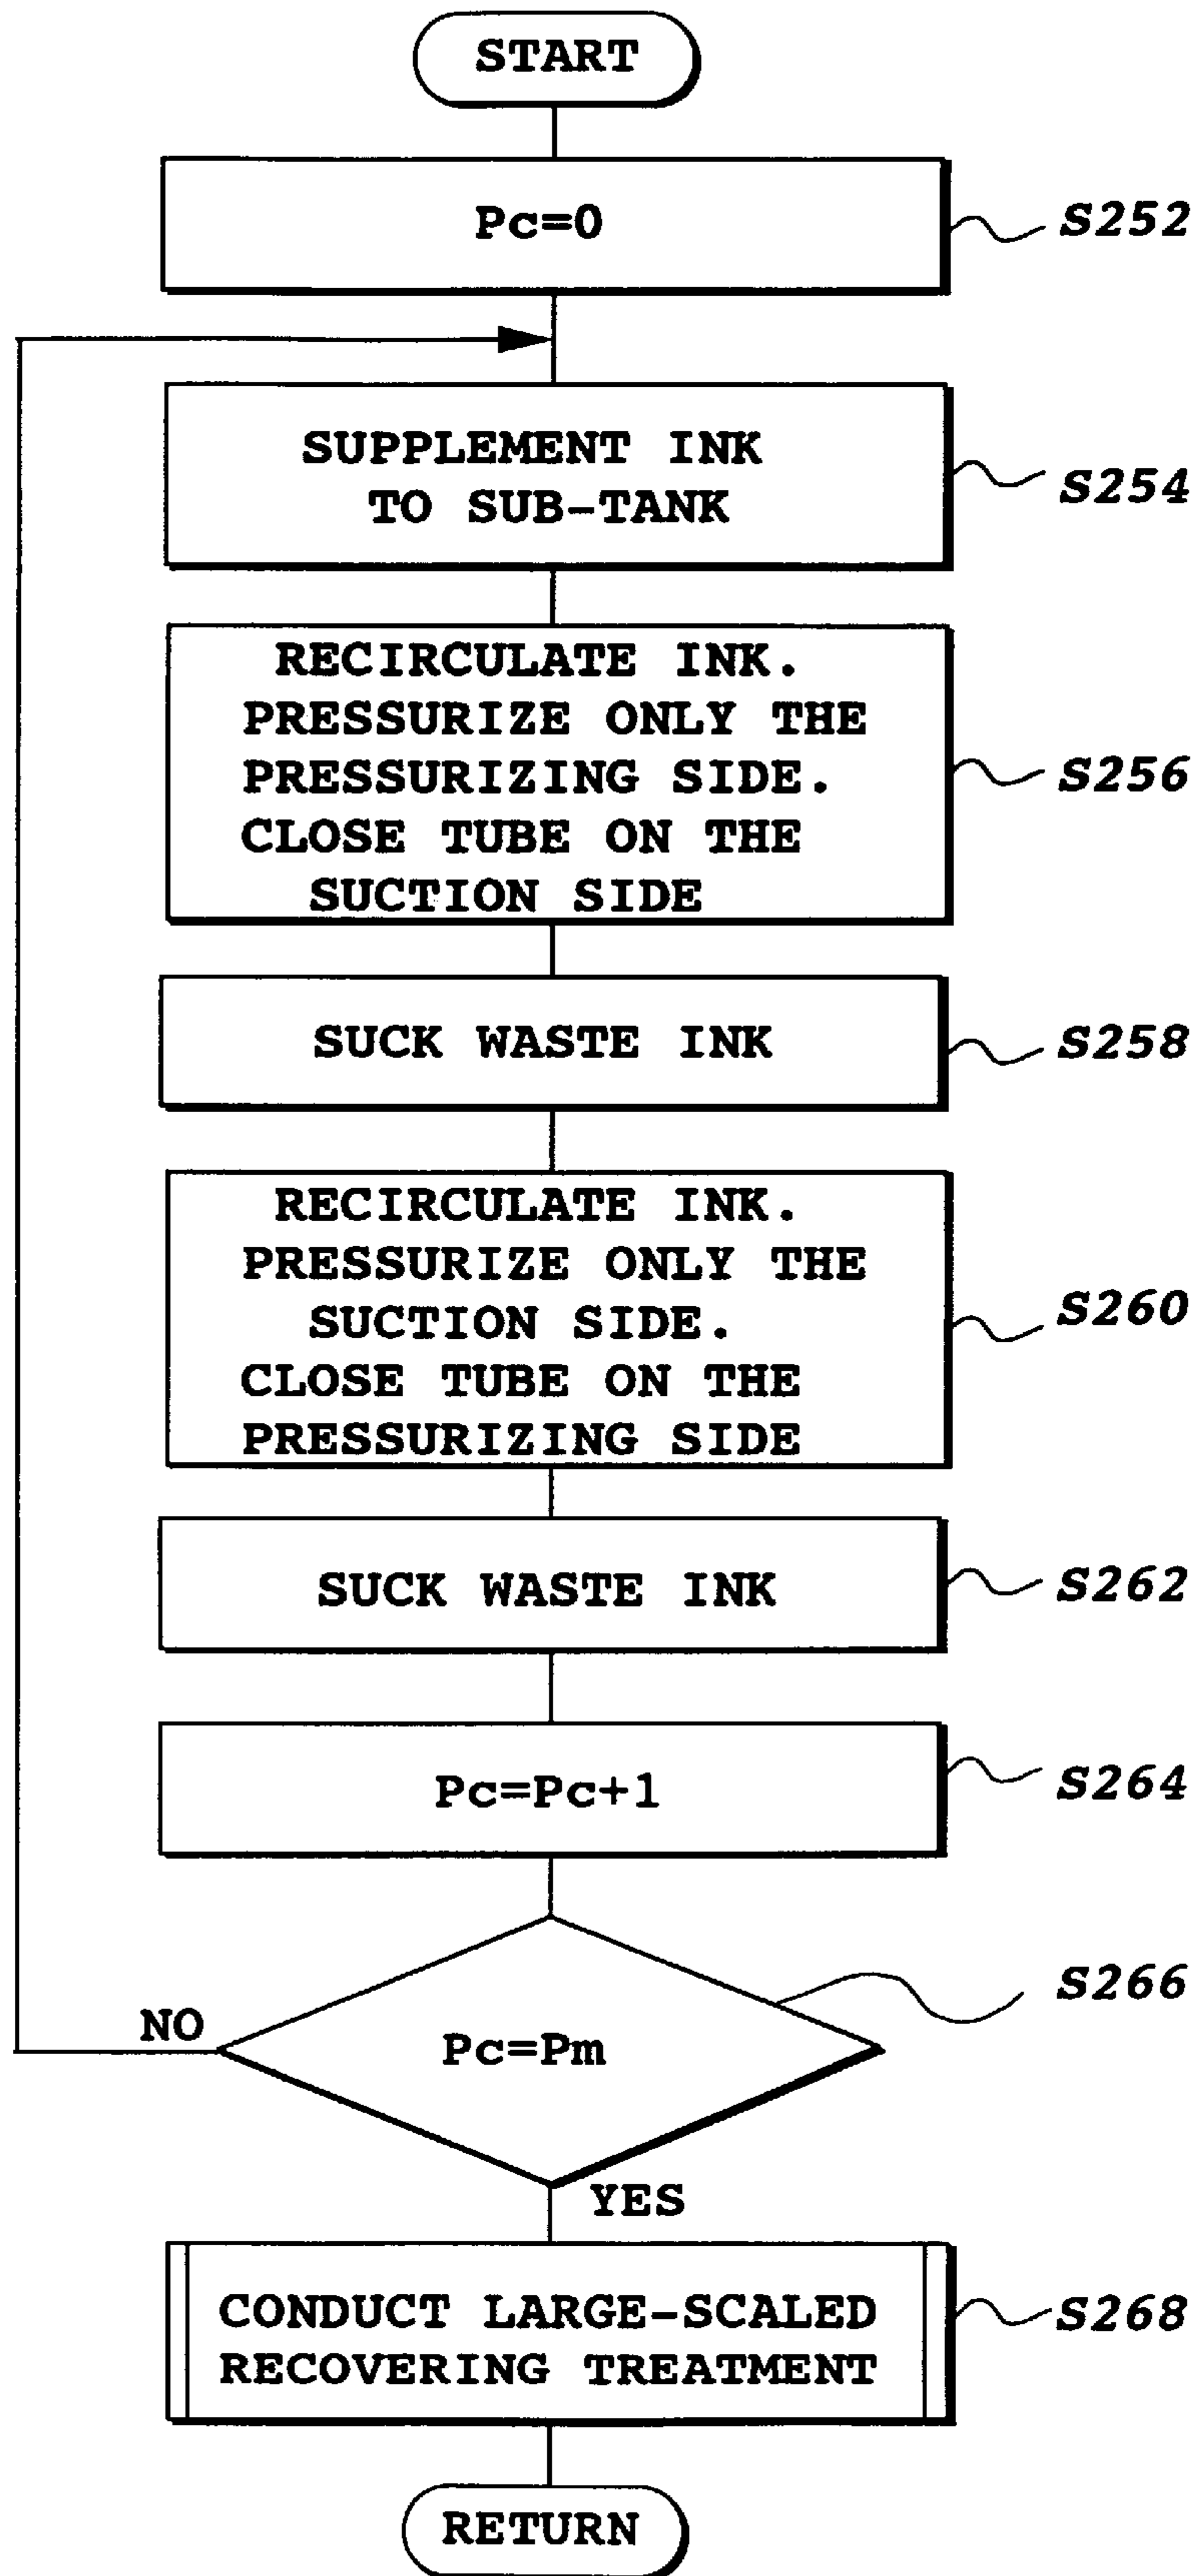 START
Pc=0
S252
SUPPLEMENT INK
TO SUB-TANK
S254
RECIRCULATE INK.
PRESSURIZE ONLY THE
PRESSURIZING SIDE.
CLOSE TUBE ON THE
SUCTION SIDE
S256
SUCK WASTE INK
S258
RECIRCULATE INK.
PRESSURIZE ONLY THE
SUCTION SIDE.
CLOSE TUBE ON THE
PRESSURIZING SIDE
S260
SUCK WASTE INK
S262
Pc=Pc+1
S264
S266
NO
Pc=Pm
YES
CONDUCT LARGE-SCALED
RECOVERING TREATMENT
S268
RETURN